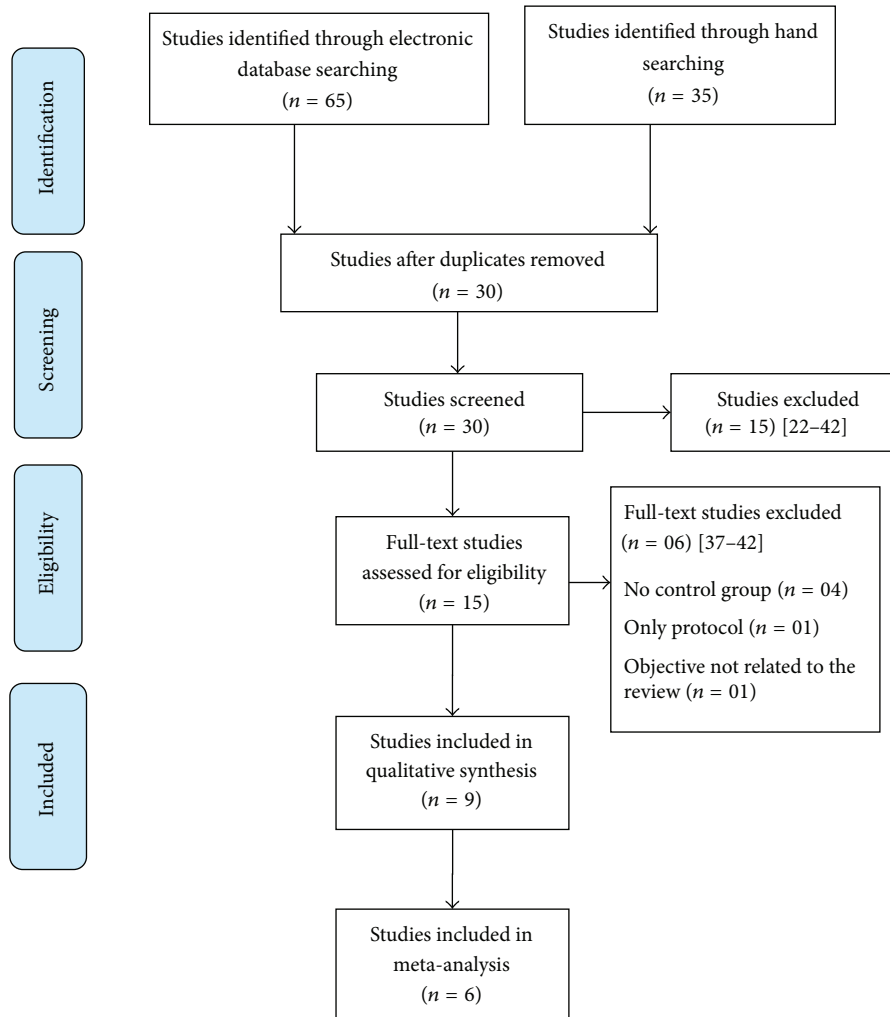 Identification
Studies identified through electronic
database searching
(n = 65)
Studies identified through hand
searching
(n = 35)
Screening
Studies after duplicates removed
(n = 30)
Studies screened
(n = 30)
Studies excluded
(n = 15) [22–42]
Eligibility
Full-text studies
assessed for eligibility
(n = 15)
Full-text studies excluded
(n = 06) [37–42]
No control group (n = 04)
Only protocol (n = 01)
Objective not related to the
review (n = 01)
Included
Studies included in
qualitative synthesis
(n = 9)
Studies included in
meta-analysis
(n = 6)